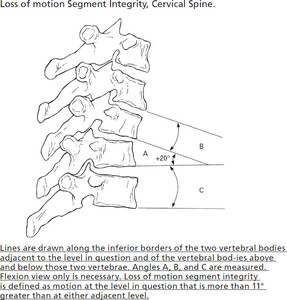 Loss of motion Segment Integrity, Cervical Spine.
B
A
+20°
C
Lines are drawn along the inferior borders of the two vertebral bodies
adjacent to the level in question and of the vertebral bod-ies above
and below those two vertebrae. Angles A, B, and C are measured.
Flexion view only is necessary. Loss of motion segment integrity
is defined as motion at the level in question that is more than 11°
greater than at either adjacent level.